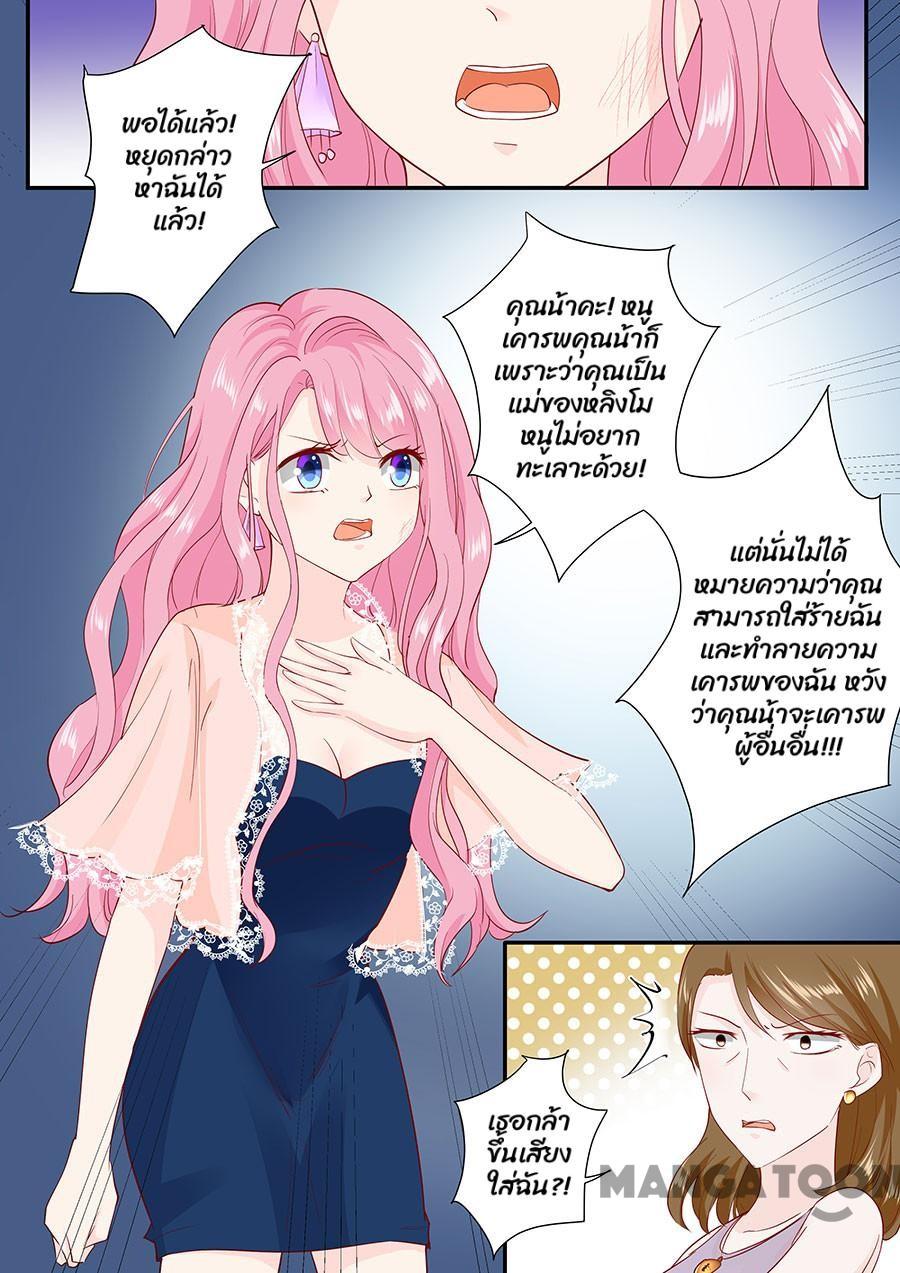 พอได้แล้ว!
หยุดกล่าว
หาฉันได้
แล้ว!
คุณน้าคะ! หนู
เคารพคุณน้าก็
เพราะว่าคุณเป็น
แม่ของหลิงโม
หนูไม่อยาก
ทะเลาะด้วย!
แต่นั่นไม่ได้
หมายความว่าคุณ
สามารถใส่ร้ายฉัน
และทำลายความ
เคารพของฉัน หวัง
ว่าคุณน้าจะเคารพ
ผู้อื่นอื่น!!!
เธอกล้า
ขึ้นเสียง
ใส่ฉัน?!
MANGATOON